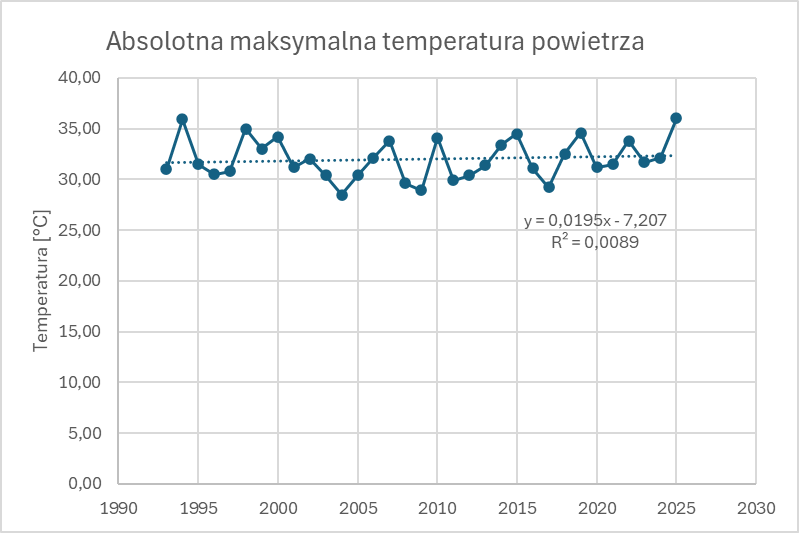 Absolotna maksymalna temperatura powietrza
40,00
35,00
30,00
25,00
20,00
15,00
10,00
5,00
0,00
Temperatura [°C]
y = 0,0195x - 7,207
R² = 0,0089
1990 1995 2000 2005 2010 2015 2020 2025 2030